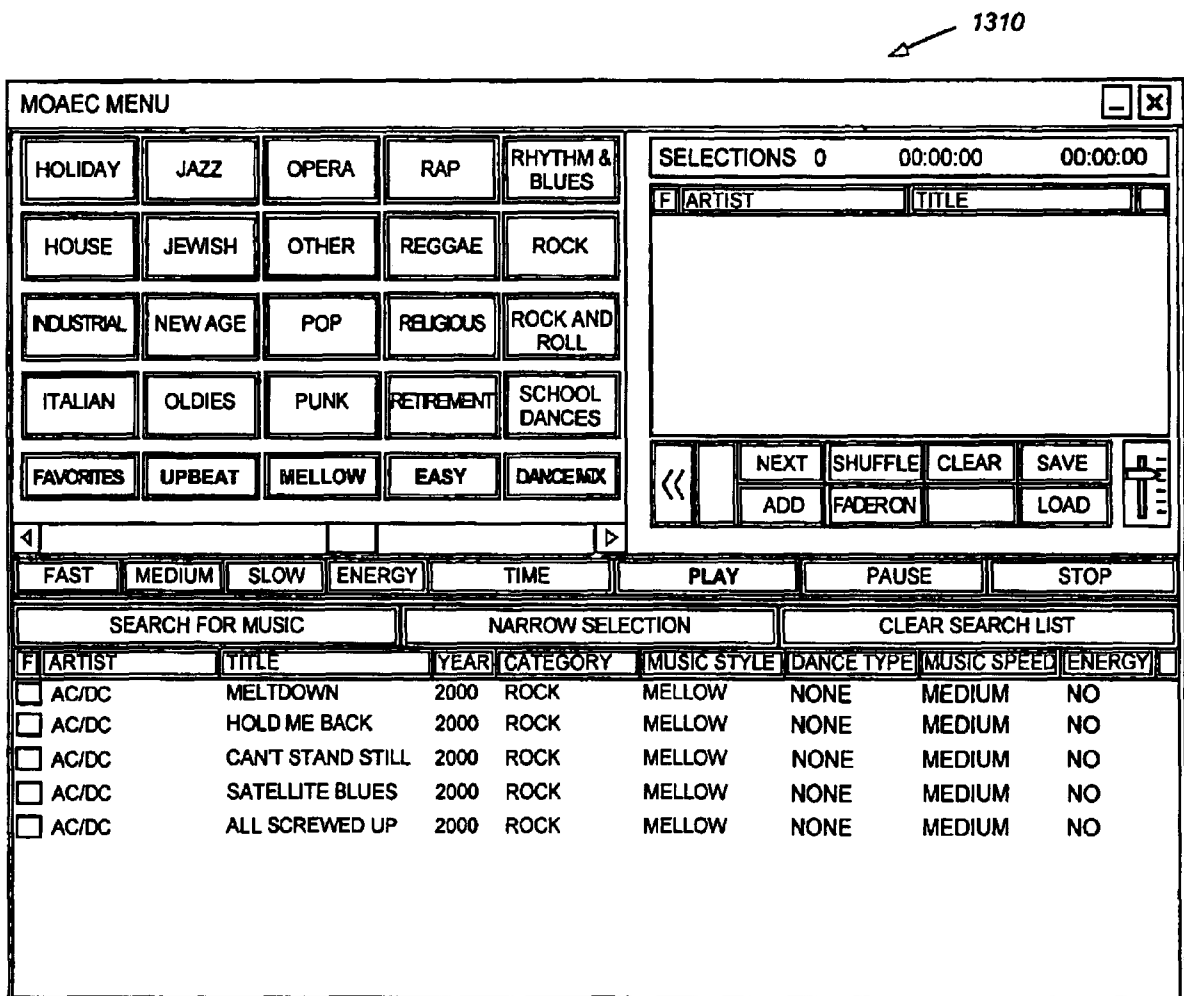 1310
MOAEC MENU
HOLIDAY JAZZ OPERA RAP RHYTHM & BLUES
HOUSE JEWISH OTHER REGGAE ROCK
INDUSTRIAL NEW AGE POP RELIGIOUS ROCK AND ROLL
ITALIAN OLDIES PUNK RETIREMENT SCHOOL DANCES
FAVORITES UPBEAT MELLOW EASY DANCE MIX
SELECTIONS 0 00:00:00 00:00:00
F ARTIST TITLE
<< NEXT SHUFFLE CLEAR SAVE
ADD FADER ON LOAD
FAST MEDIUM SLOW ENERGY TIME PLAY PAUSE STOP
SEARCH FOR MUSIC NARROW SELECTION CLEAR SEARCH LIST
F ARTIST TITLE YEAR CATEGORY MUSIC STYLE DANCE TYPE MUSIC SPEED ENERGY
AC/DC MELTDOWN 2000 ROCK MELLOW NONE MEDIUM NO
AC/DC HOLD ME BACK 2000 ROCK MELLOW NONE MEDIUM NO
AC/DC CAN'T STAND STILL 2000 ROCK MELLOW NONE MEDIUM NO
AC/DC SATELLITE BLUES 2000 ROCK MELLOW NONE MEDIUM NO
AC/DC ALL SCREWED UP 2000 ROCK MELLOW NONE MEDIUM NO